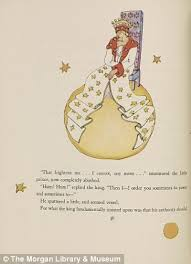 "That frightens me . . . I cannot, any more . . ." murmured the little
prince, now completely abashed.
"Hum! Hum!" replied the king. "Then I—I order you sometimes to yawn
and sometimes to—"
He sputtered a little, and seemed vexed.
For what the king fundamentally insisted upon was that his authority should
© The Morgan Library & Museum